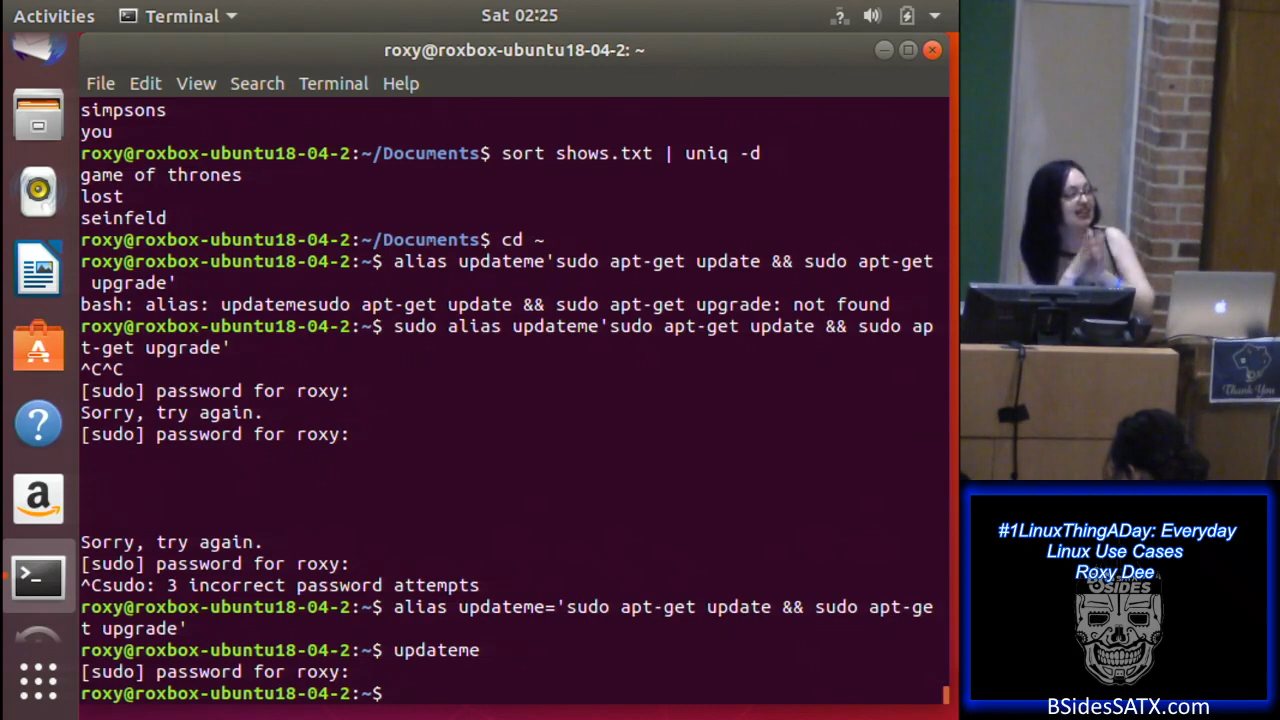 Activities
Terminal
Sat 02:25
roxy@roxbox-ubuntu18-04-2: ~
File Edit View Search Terminal Help
simpsons
you
roxy@roxbox-ubuntu18-04-2:~/Documents$ sort shows.txt | uniq -d
game of thrones
lost
seinfeld
roxy@roxbox-ubuntu18-04-2:~/Documents$ cd ~
roxy@roxbox-ubuntu18-04-2:~$ alias updateme'sudo apt-get update && sudo apt-get
 upgrade'
bash: alias: updatemesudo apt-get update && sudo apt-get upgrade: not found
roxy@roxbox-ubuntu18-04-2:~$ sudo alias updateme'sudo apt-get update && sudo ap
t-get upgrade'
^C^C
[sudo] password for roxy:
Sorry, try again.
[sudo] password for roxy:
Sorry, try again.
[sudo] password for roxy:
^Csudo: 3 incorrect password attempts
roxy@roxbox-ubuntu18-04-2:~$ alias updateme='sudo apt-get update && sudo apt-ge
t upgrade'
roxy@roxbox-ubuntu18-04-2:~$ updateme
[sudo] password for roxy:
roxy@roxbox-ubuntu18-04-2:~$
Thank You
#1LinuxThingADay: Everyday
Linux Use Cases
Roxy Dee
BSIDES
BSidesSATX.com